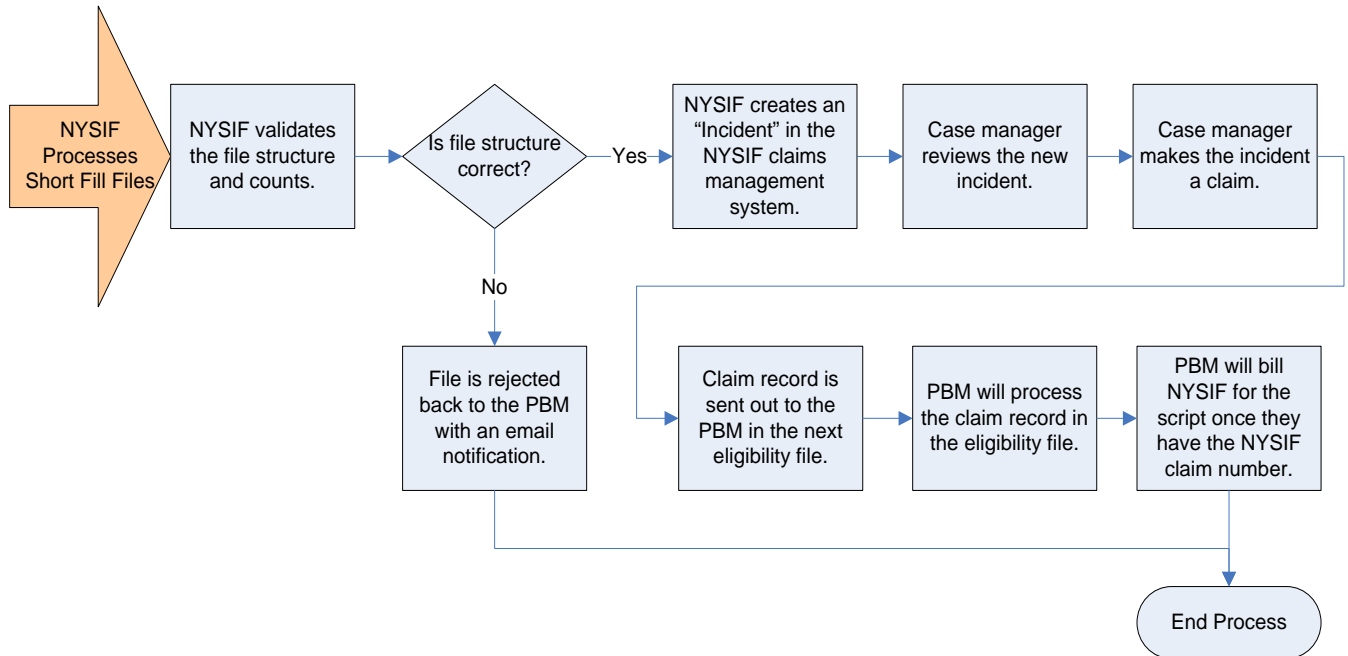 NYSIF
Processes
Short Fill Files
NYSIF validates
the file structure
and counts.
Is file structure
correct?
Yes
NYSIF creates an
“Incident” in the
NYSIF claims
management
system.
Case manager
reviews the new
incident.
Case manager
makes the incident
a claim.
No
File is rejected
back to the PBM
with an email
notification.
Claim record is
sent out to the
PBM in the next
eligibility file.
PBM will process
the claim record in
the eligibility file.
PBM will bill
NYSIF for the
script once they
have the NYSIF
claim number.
End Process